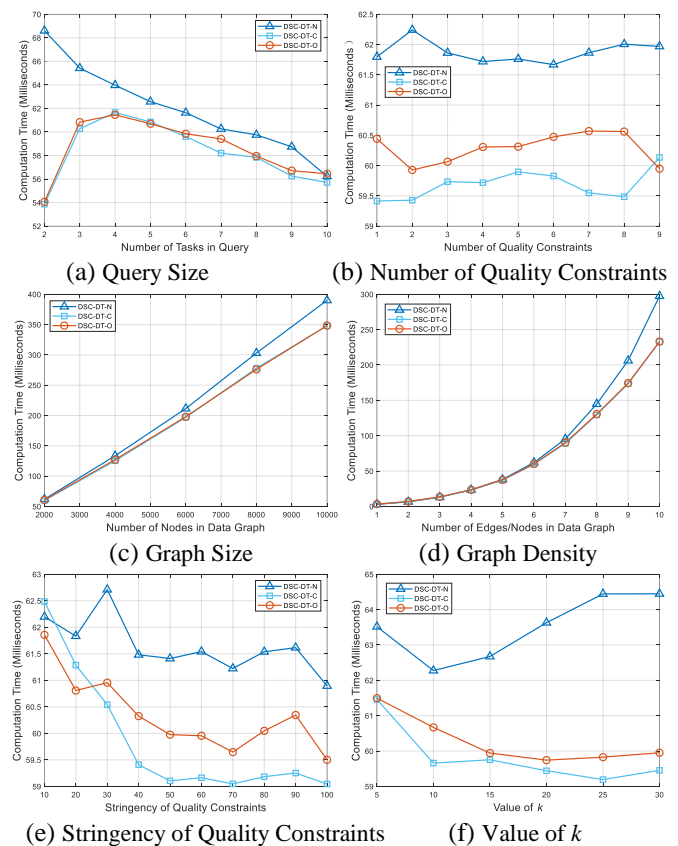 70
68
66
64
62
60
58
56
54
52
2 3 4 5 6 7 8 9 10
Computation Time (Milliseconds)
Number of Tasks in Query
DSC-DT-N
DSC-DT-C
DSC-DT-O
62.5
62
61.5
61
60.5
60
59.5
59
1 2 3 4 5 6 7 8 9
Computation Time (Milliseconds)
Number of Quality Constraints
DSC-DT-N
DSC-DT-C
DSC-DT-O
(a) Query Size
(b) Number of Quality Constraints
400
350
300
250
200
150
100
50
2000 3000 4000 5000 6000 7000 8000 9000 10000
Computation Time (Milliseconds)
Number of Nodes in Data Graph
DSC-DT-N
DSC-DT-C
DSC-DT-O
300
250
200
150
100
50
0
1 2 3 4 5 6 7 8 9 10
Computation Time (Milliseconds)
Number of Edges/Nodes in Data Graph
DSC-DT-N
DSC-DT-C
DSC-DT-O
(c) Graph Size
(d) Graph Density
63
62.5
62
61.5
61
60.5
60
59.5
59
10 20 30 40 50 60 70 80 90 100
Computation Time (Milliseconds)
Stringency of Quality Constraints
DSC-DT-N
DSC-DT-C
DSC-DT-O
65
64
63
62
61
60
59
5 10 15 20 25 30
Computation Time (Milliseconds)
Value of k
DSC-DT-N
DSC-DT-C
DSC-DT-O
(e) Stringency of Quality Constraints
(f) Value of k